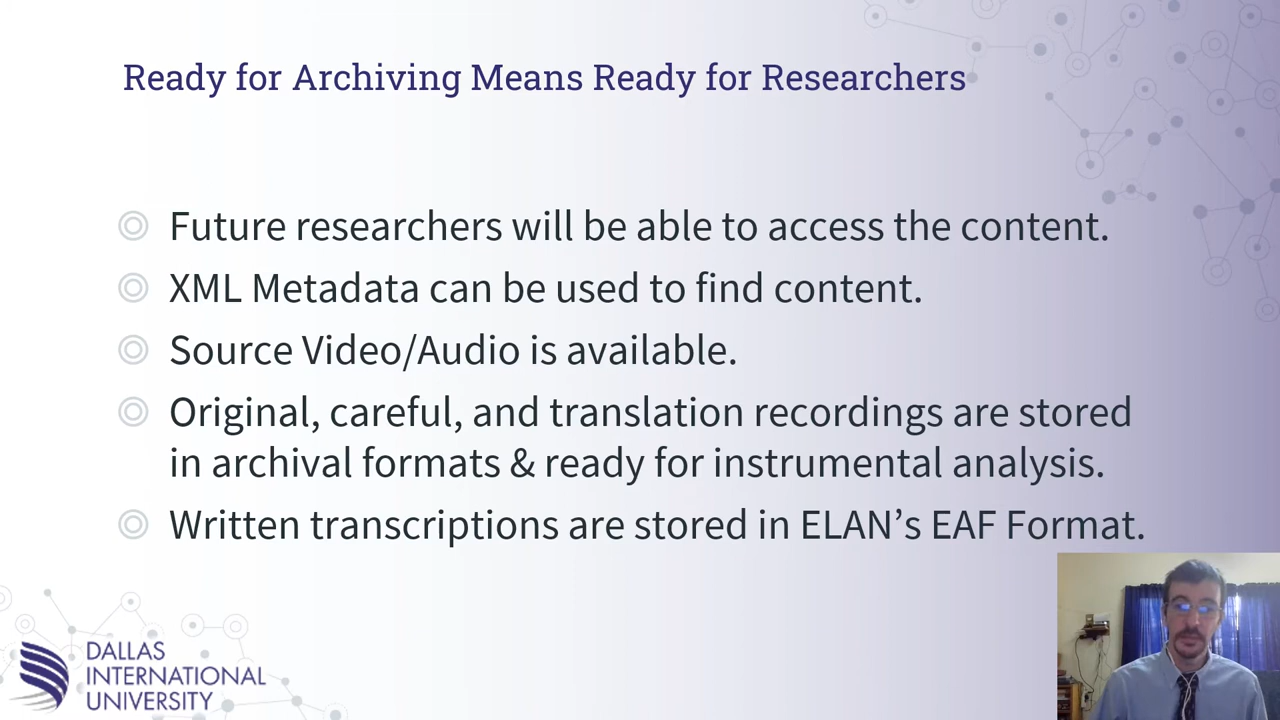 Ready for Archiving Means Ready for Researchers
Future researchers will be able to access the content.
XML Metadata can be used to find content.
Source Video/Audio is available.
Original, careful, and translation recordings are stored
in archival formats & ready for instrumental analysis.
Written transcriptions are stored in ELAN’s EAF Format.
DALLAS
INTERNATIONAL
UNIVERSITY